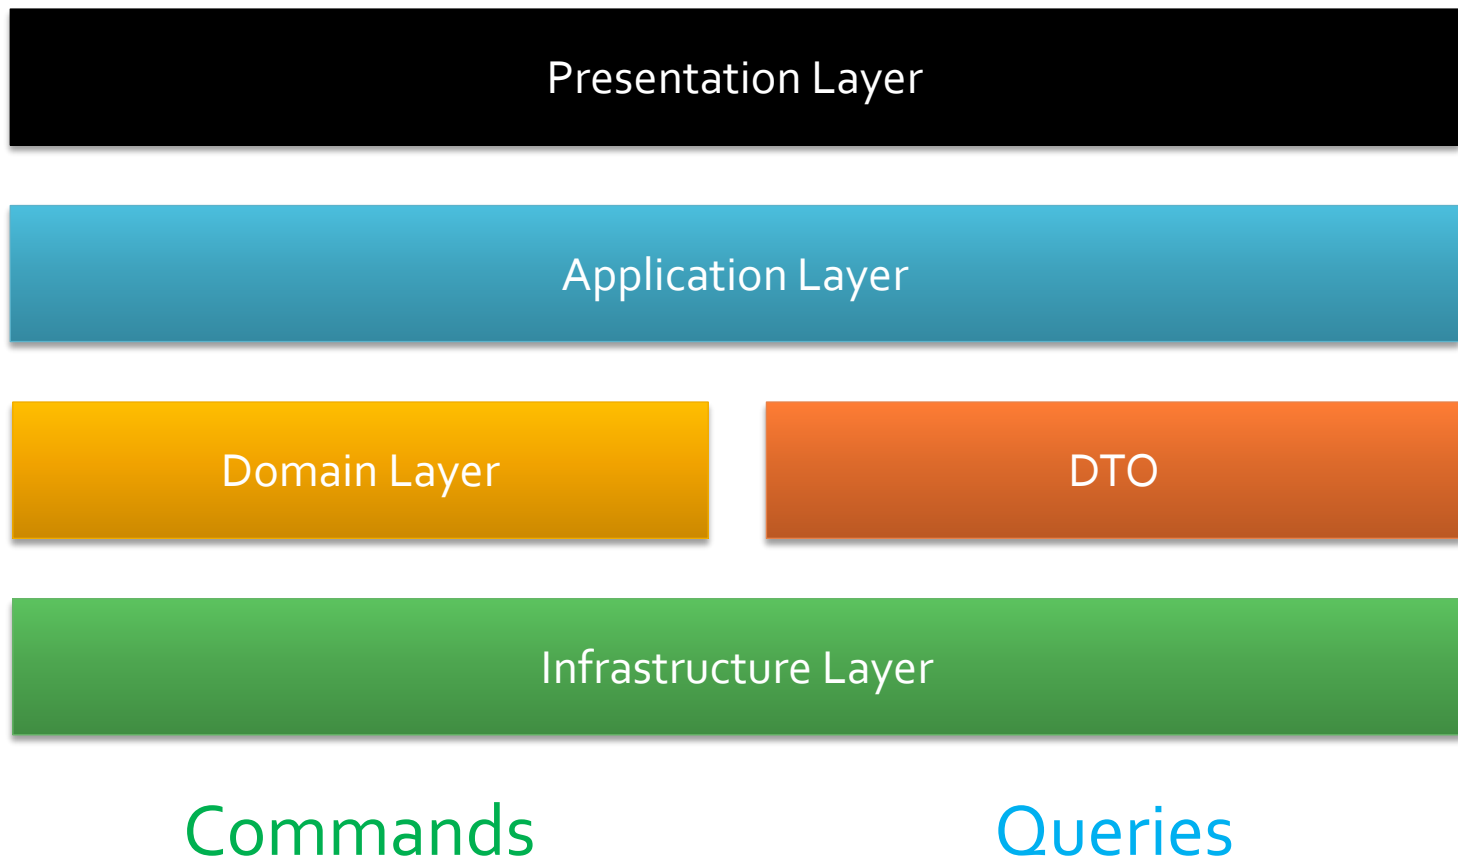 Presentation Layer
Application Layer
Domain Layer
DTO
Infrastructure Layer
Commands
Queries